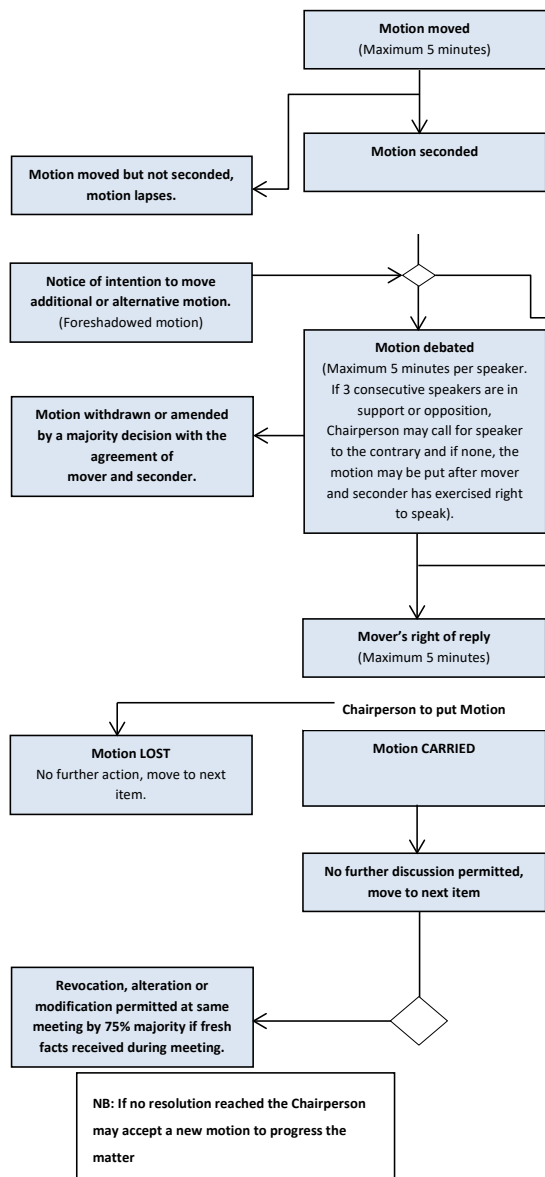 Motion moved
(Maximum 5 minutes)
Motion seconded
Motion moved but not seconded,
motion lapses.
Notice of intention to move
additional or alternative motion.
(Foreshadowed motion)
Motion debated
(Maximum 5 minutes per speaker.
If 3 consecutive speakers are in
support or opposition,
Chairperson may call for speaker
to the contrary and if none, the
motion may be put after mover
and seconder has exercised right
to speak).
Motion withdrawn or amended
by a majority decision with the
agreement of
mover and seconder.
Mover’s right of reply
(Maximum 5 minutes)
Chairperson to put Motion
Motion LOST
No further action, move to next
item.
Motion CARRIED
No further discussion permitted,
move to next item
Revocation, alteration or
modification permitted at same
meeting by 75% majority if fresh
facts received during meeting.
NB: If no resolution reached the Chairperson
may accept a new motion to progress the
matter